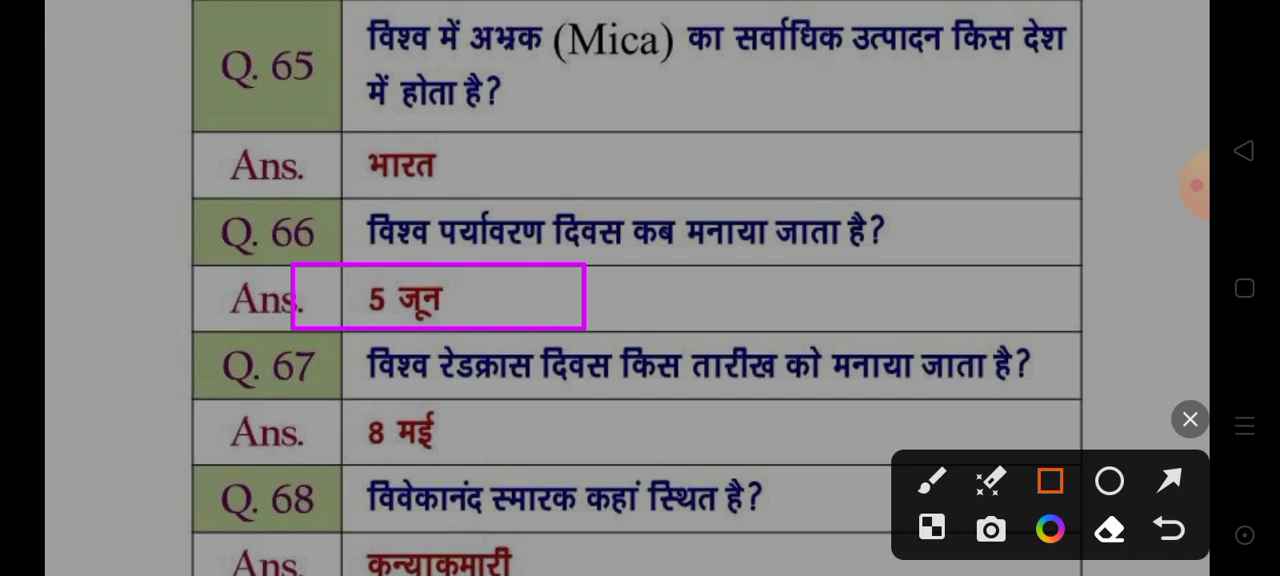 Q. 65
विश्व में अभ्रक (Mica) का सर्वाधिक उत्पादन किस देश
में होता है?
Ans.
भारत
Q. 66
विश्व पर्यावरण दिवस कब मनाया जाता है?
Ans.
5 जून
Q. 67
विश्व रेडक्रास दिवस किस तारीख को मनाया जाता है?
Ans.
8 मई
Q. 68
विवेकानंद स्मारक कहां स्थित है?
Ans.
कन्याकुमारी